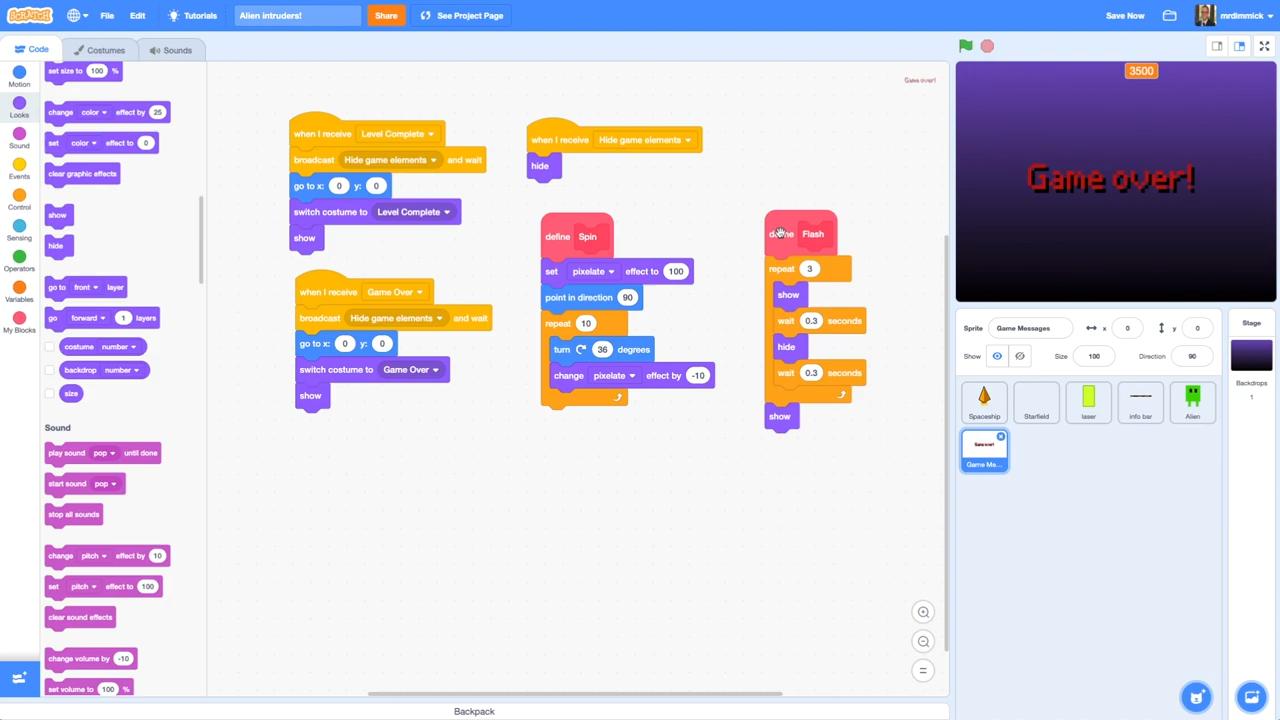 SCRATCH File Edit Tutorials Alien intruders! Share See Project Page Save Now mrdimmick
Code Costumes Sounds
Motion
Looks
Sound
Events
Control
Sensing
Operators
Variables
My Blocks
set size to 100 %
change color effect by 25
set color effect to 0
clear graphic effects
show
hide
go to front layer
go forward 1 layers
costume number
backdrop number
size
Sound
play sound pop until done
start sound pop
stop all sounds
change pitch effect by 10
set pitch effect to 100
clear sound effects
change volume by -10
set volume to 100 %
when I receive Level Complete
broadcast Hide game elements and wait
go to x: 0 y: 0
switch costume to Level Complete
show
when I receive Game Over
broadcast Hide game elements and wait
go to x: 0 y: 0
switch costume to Game Over
show
when I receive Hide game elements
hide
define Spin
set pixelate effect to 100
point in direction 90
repeat 10
turn 36 degrees
change pixelate effect by -10
define Flash
repeat 3
show
wait 0.3 seconds
hide
wait 0.3 seconds
show
Game over!
3500
Game over!
Sprite Game Messages x 0 y 0
Show Size 100 Direction 90
Spaceship Starfield laser info bar Alien
Game over!
Game Me...
Stage
Backdrops
1
Backpack